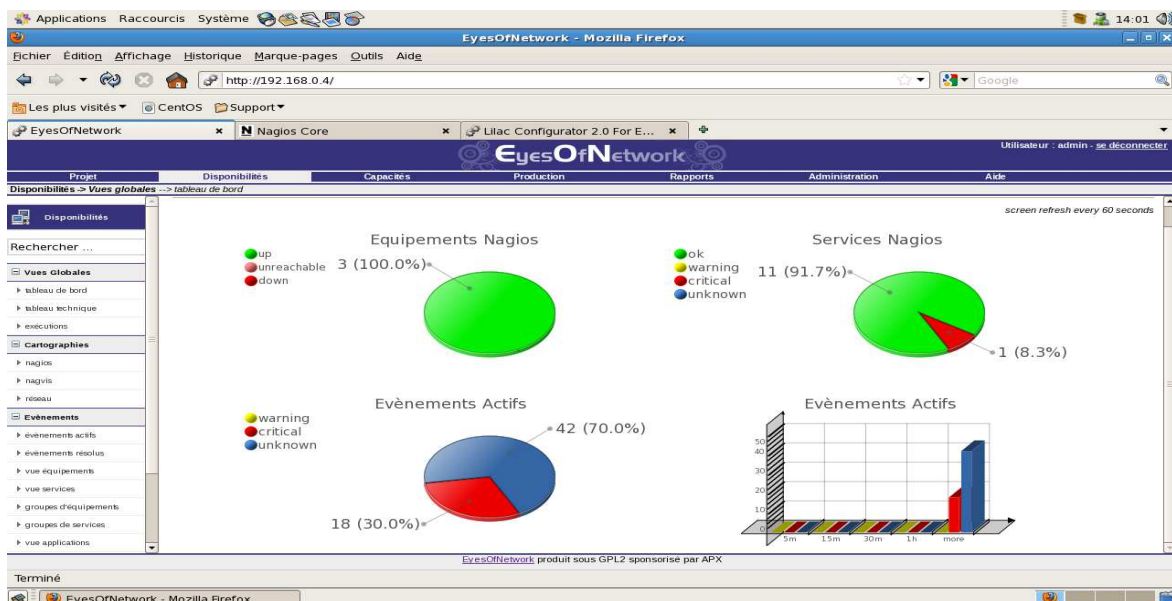 Applications Raccourcis Système 14:01
EyesOfNetwork - Mozilla Firefox
Fichier Édition Affichage Historique Marque-pages Outils Aide
http://192.168.0.4/ Google
Les plus visités CentOS Support
EyesOfNetwork Nagios Core Lilac Configurator 2.0 For E...
EyesOfNetwork
Utilisateur : admin - se déconnecter
Projet Disponibilités Capacités Production Rapports Administration Aide
Disponibilités -> Vues globales --> tableau de bord
screen refresh every 60 seconds
Disponibilités
Rechercher ...
Vues Globales
tableau de bord
tableau technique
exécutions
Cartographies
nagios
nagvis
réseau
Evènements
évènements actifs
évènements résolus
vue équipements
vue services
groupes d'équipements
groupes de services
vue applications
Equipements Nagios
up
unreachable
down
3 (100.0%)
Services Nagios
ok
warning
critical
unknown
11 (91.7%)
1 (8.3%)
Evènements Actifs
warning
critical
unknown
42 (70.0%)
18 (30.0%)
Evènements Actifs
50
40
30
20
10
0
5m 15m 30m 1h more
EyesOfNetwork produit sous GPL2 sponsorisé par APX
Terminé
EyesOfNetwork - Mozilla Firefox